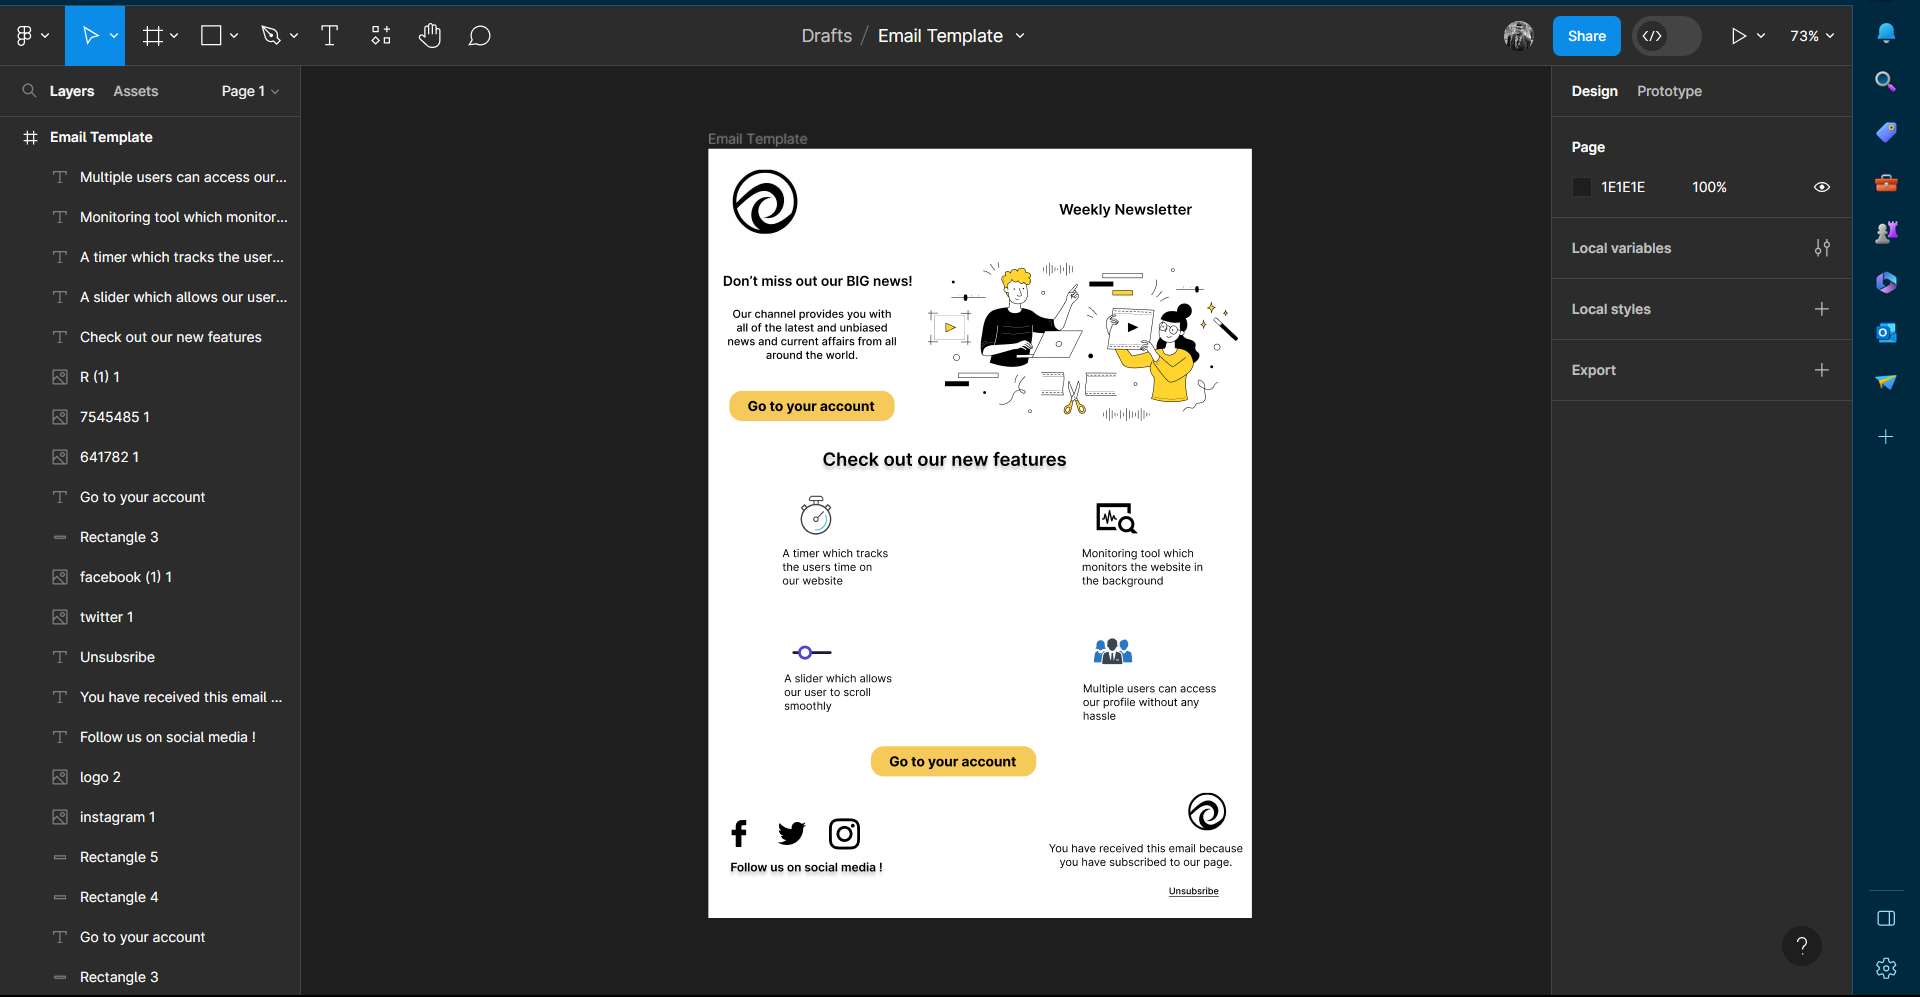 Drafts / Email Template
Share
73%
Layers
Assets
Page 1
Email Template
Multiple users can access our...
Monitoring tool which monitor...
A timer which tracks the user...
A slider which allows our user...
Check out our new features
R (1) 1
7545485 1
641782 1
Go to your account
Rectangle 3
facebook (1) 1
twitter 1
Unsubsribe
You have received this email ...
Follow us on social media !
logo 2
instagram 1
Rectangle 5
Rectangle 4
Go to your account
Rectangle 3
Email Template
Weekly Newsletter
Don't miss out our BIG news!
Our channel provides you with
all of the latest and unbiased
news and current affairs from all
around the world.
Go to your account
Check out our new features
A timer which tracks
the users time on
our website
Monitoring tool which
monitors the website in
the background
A slider which allows
our user to scroll
smoothly
Multiple users can access
our profile without any
hassle
Go to your account
Follow us on social media !
You have received this email because
you have subscribed to our page.
Unsubsribe
Design
Prototype
Page
1E1E1E
100%
Local variables
Local styles
Export
?